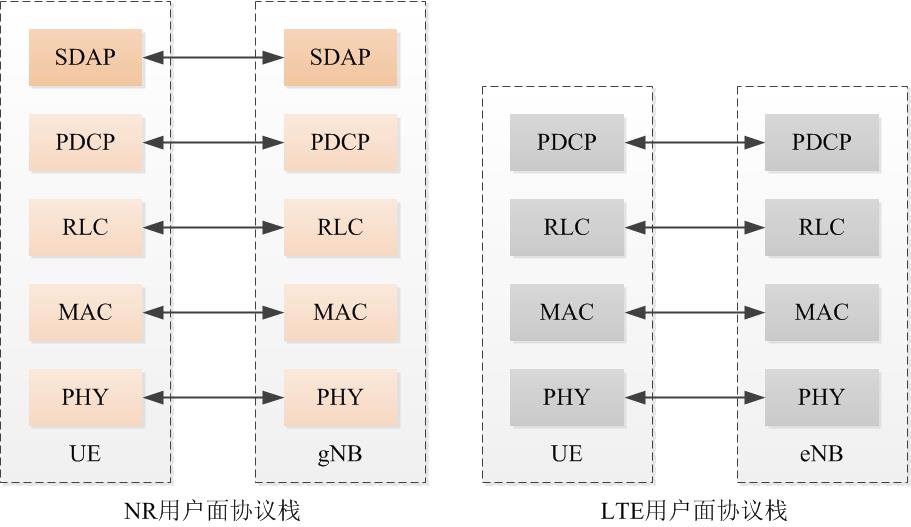 SDAP SDAP
PDCP PDCP PDCP PDCP
RLC RLC RLC RLC
MAC MAC MAC MAC
PHY PHY PHY PHY
UE gNB UE eNB
NR用户面协议栈 LTE用户面协议栈